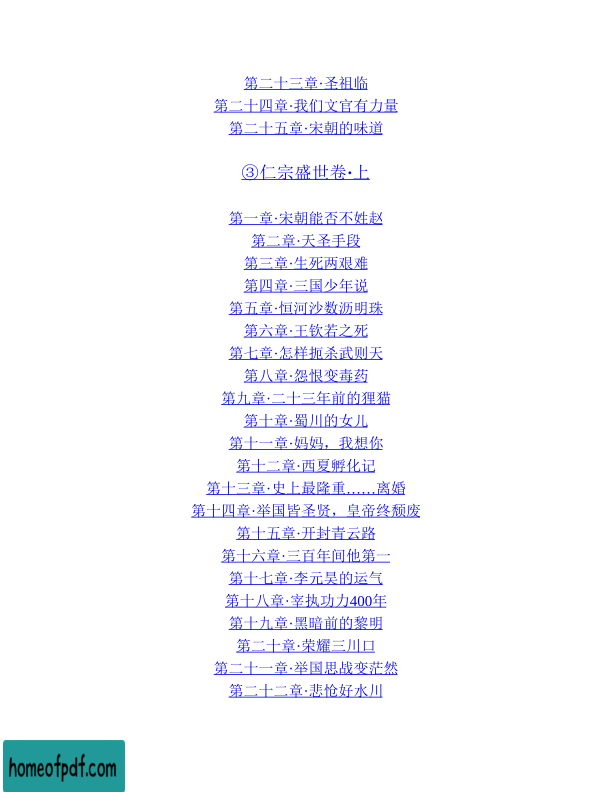 第二十三章·圣祖临
第二十四章·我们文官有力量
第二十五章·宋朝的味道
③仁宗盛世卷·上
第一章·宋朝能否不姓赵
第二章·天圣手段
第三章·生死两艰难
第四章·三国少年说
第五章·恒河沙数沥明珠
第六章·王钦若之死
第七章·怎样扼杀武则天
第八章·怨恨变毒药
第九章·二十三年前的狸猫
第十章·蜀川的女儿
第十一章·妈妈，我想你
第十二章·西夏孵化记
第十三章·史上最隆重……离婚
第十四章·举国皆圣贤，皇帝终颓废
第十五章·开封青云路
第十六章·三百年间他第一
第十七章·李元昊的运气
第十八章·宰执功力400年
第十九章·黑暗前的黎明
第二十章·荣耀三川口
第二十一章·举国思战变茫然
第二十二章·悲怆好水川
homeofpdf.com